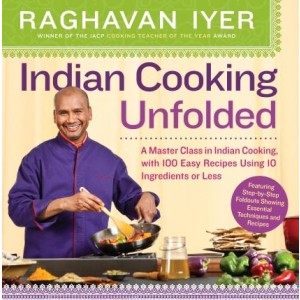 RAGHAVAN IYER
WINNER OF THE IACP COOKING TEACHER OF THE YEAR AWARD
Indian Cooking
Unfolded
A Master Class in Indian Cooking,
with 100 Easy Recipes Using 10
Ingredients or Less
Featuring
Step-by-Step
Foldouts Showing
Essential
Techniques and
Recipes